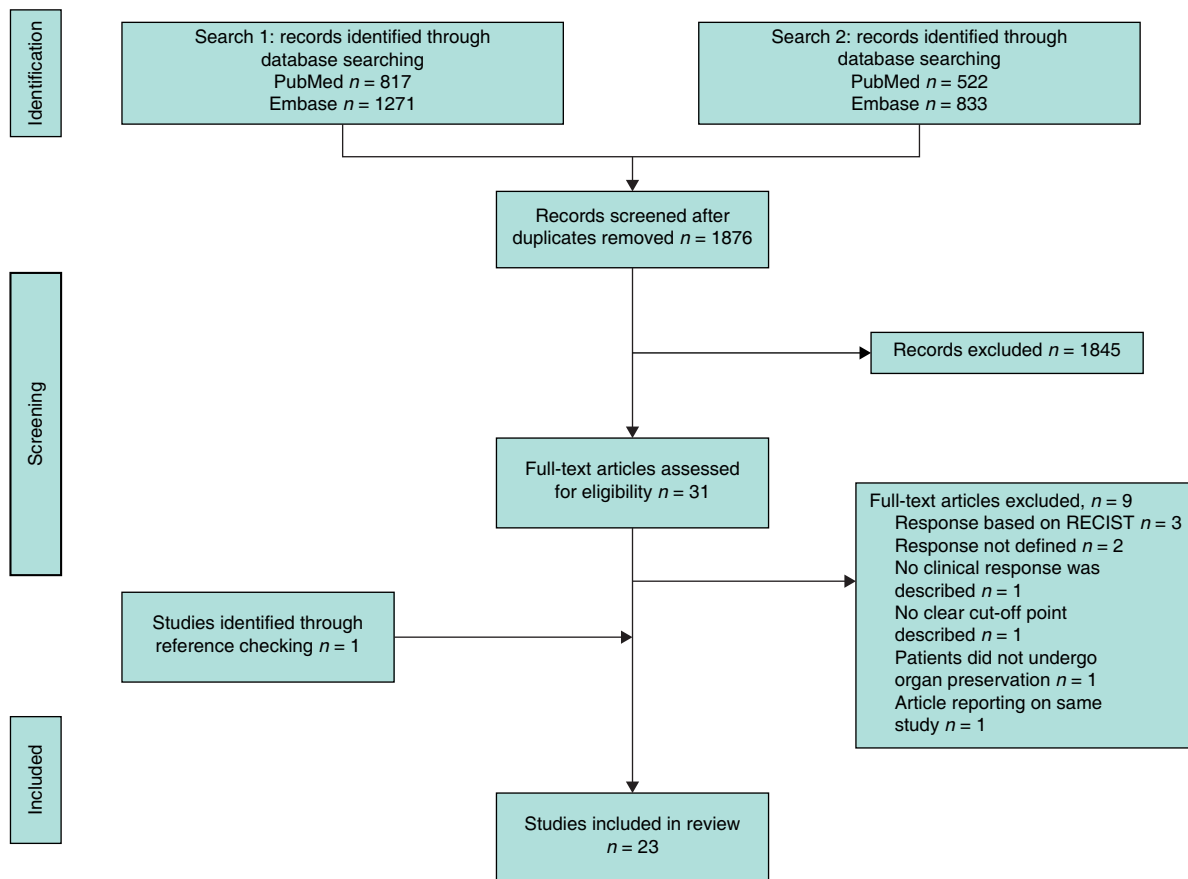 Identification
Search 1: records identified through
database searching
PubMed n = 817
Embase n = 1271
Search 2: records identified through
database searching
PubMed n = 522
Embase n = 833
Records screened after
duplicates removed n = 1876
Screening
Records excluded n = 1845
Full-text articles assessed
for eligibility n = 31
Full-text articles excluded, n = 9
Response based on RECIST n = 3
Response not defined n = 2
No clinical response was
described n = 1
No clear cut-off point
described n = 1
Patients did not undergo
organ preservation n = 1
Article reporting on same
study n = 1
Studies identified through
reference checking n = 1
Included
Studies included in review
n = 23